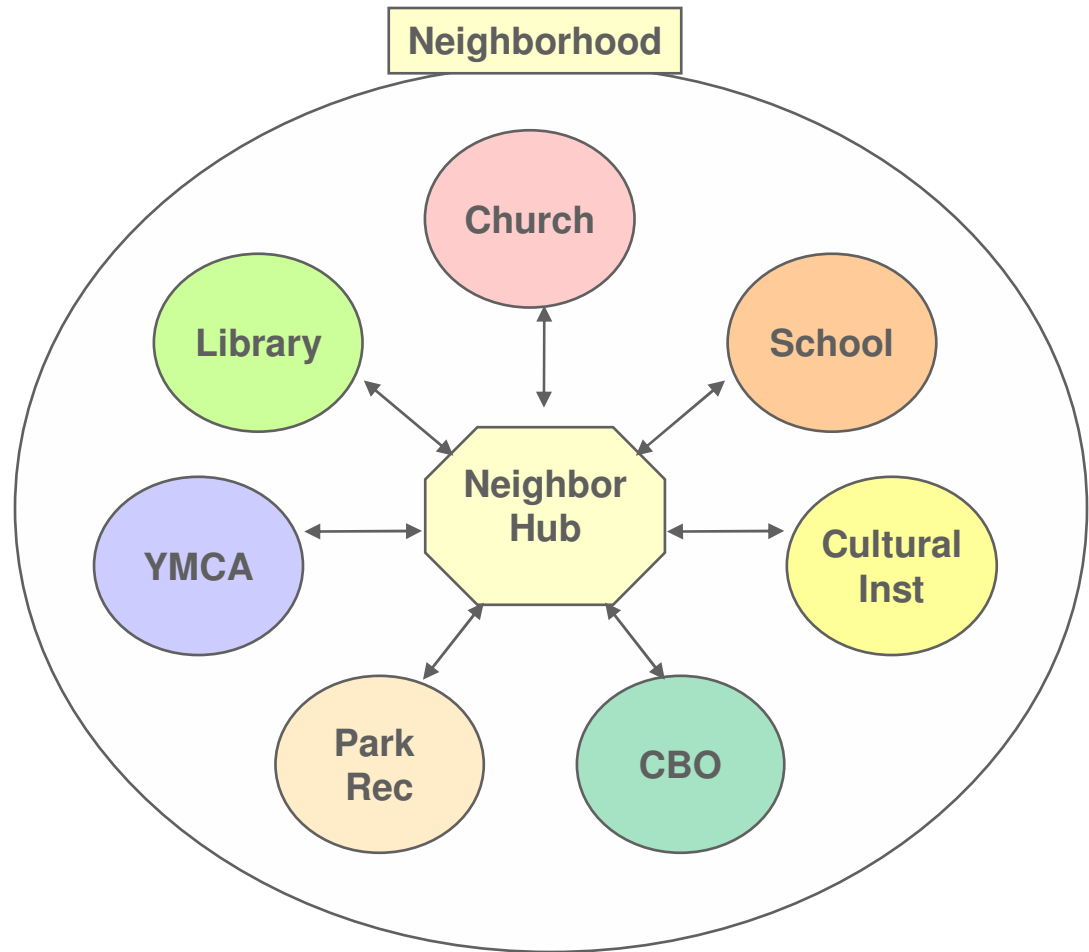 Neighborhood
Church
Library
School
Neighbor
Hub
YMCA
Cultural
Inst
Park
Rec
CBO